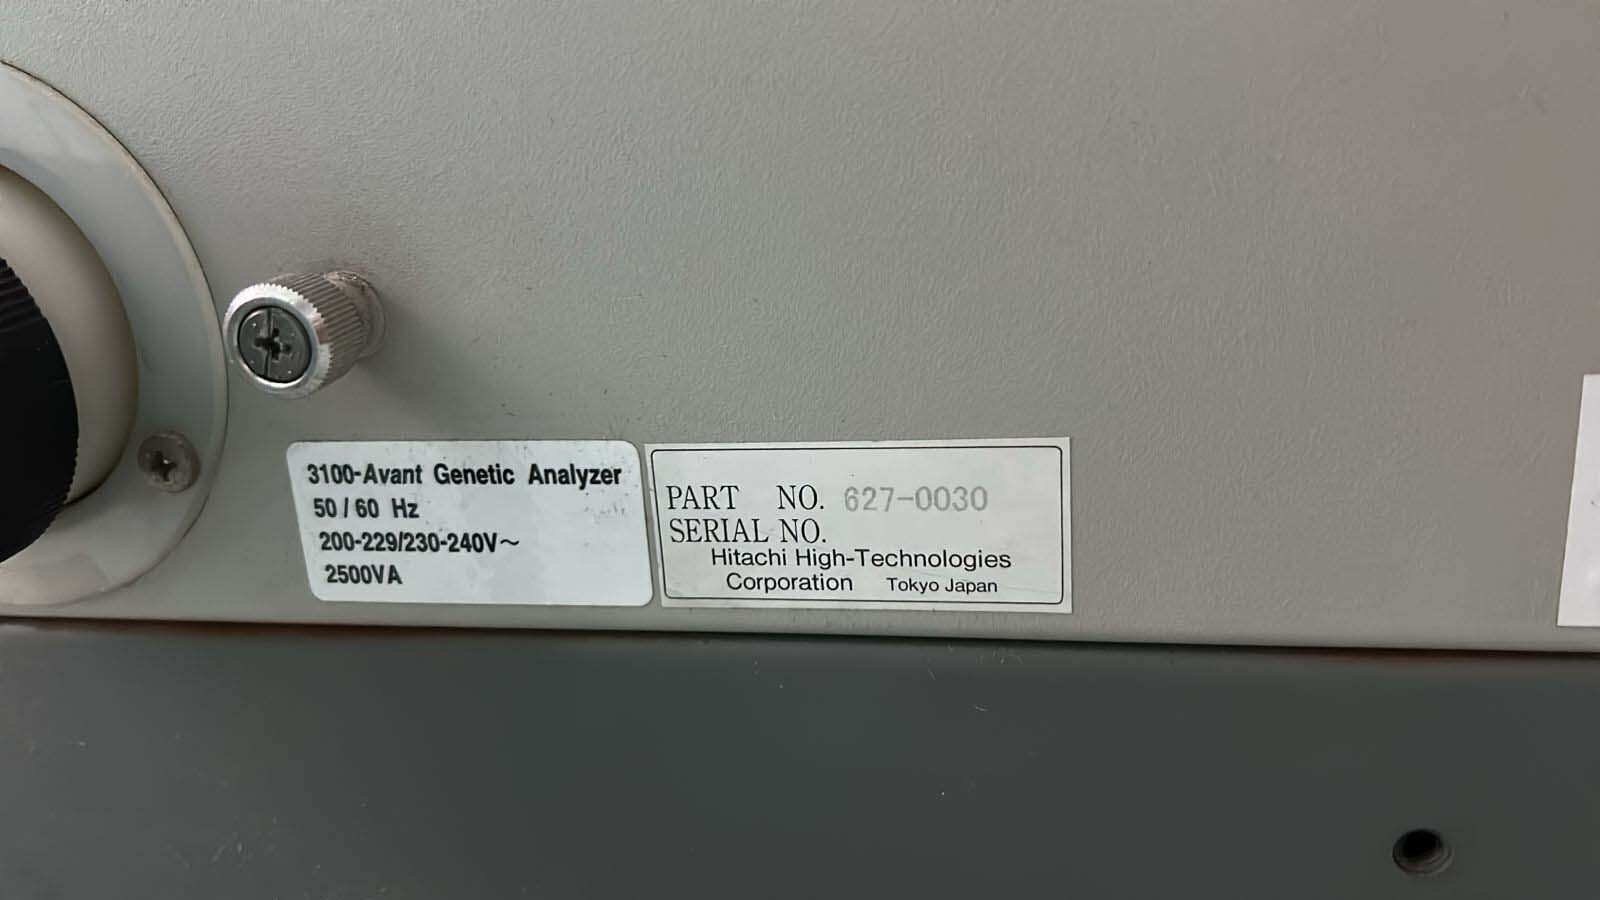 3100-Avant Genetic Analyzer
50 / 60 Hz
200-229/230-240V~
2500VA
PART NO. 627-0030
SERIAL NO.
Hitachi High-Technologies
Corporation Tokyo Japan